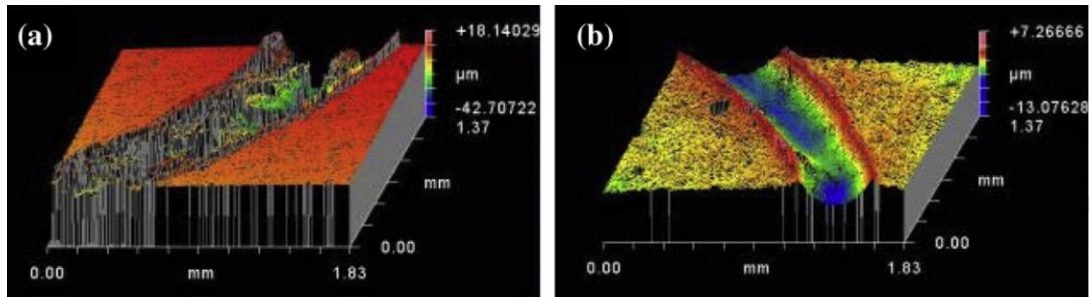 (a)
+18.14029
µm
-42.70722
1.37
mm
0.00
0.00 mm 1.83
(b)
+7.26666
µm
-13.07628
1.37
mm
0.00
0.00 mm 1.83